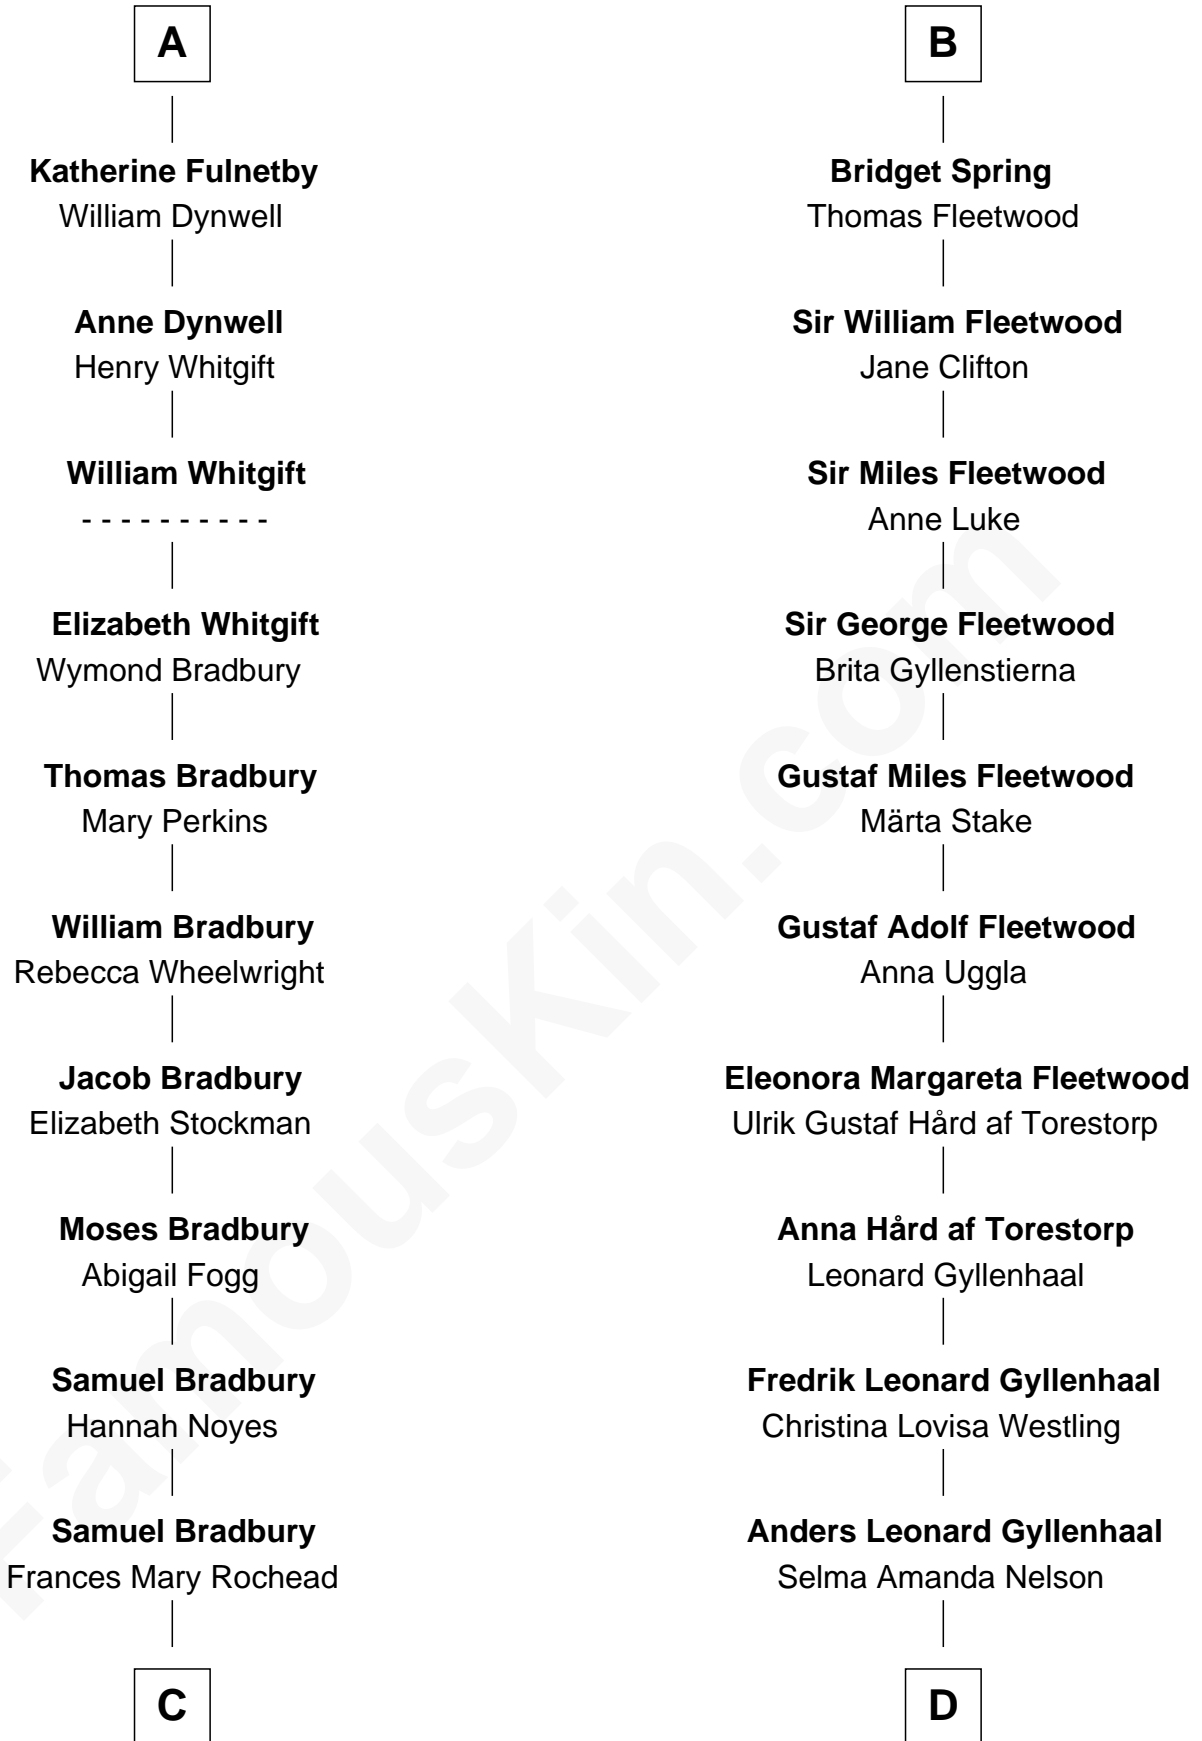 A
Katherine Fulnetby
William Dynwell
Anne Dynwell
Henry Whitgift
William Whitgift
- - - - - - - - - -
Elizabeth Whitgift
Wymond Bradbury
Thomas Bradbury
Mary Perkins
William Bradbury
Rebecca Wheelwright
Jacob Bradbury
Elizabeth Stockman
Moses Bradbury
Abigail Fogg
Samuel Bradbury
Hannah Noyes
Samuel Bradbury
Frances Mary Rochead
C
B
Bridget Spring
Thomas Fleetwood
Sir William Fleetwood
Jane Clifton
Sir Miles Fleetwood
Anne Luke
Sir George Fleetwood
Brita Gyllenstierna
Gustaf Miles Fleetwood
Märta Stake
Gustaf Adolf Fleetwood
Anna Uggla
Eleonora Margareta Fleetwood
Ulrik Gustaf Hård af Torestorp
Anna Hård af Torestorp
Leonard Gyllenhaal
Fredrik Leonard Gyllenhaal
Christina Lovisa Westling
Anders Leonard Gyllenhaal
Selma Amanda Nelson
D
FamousKin.com